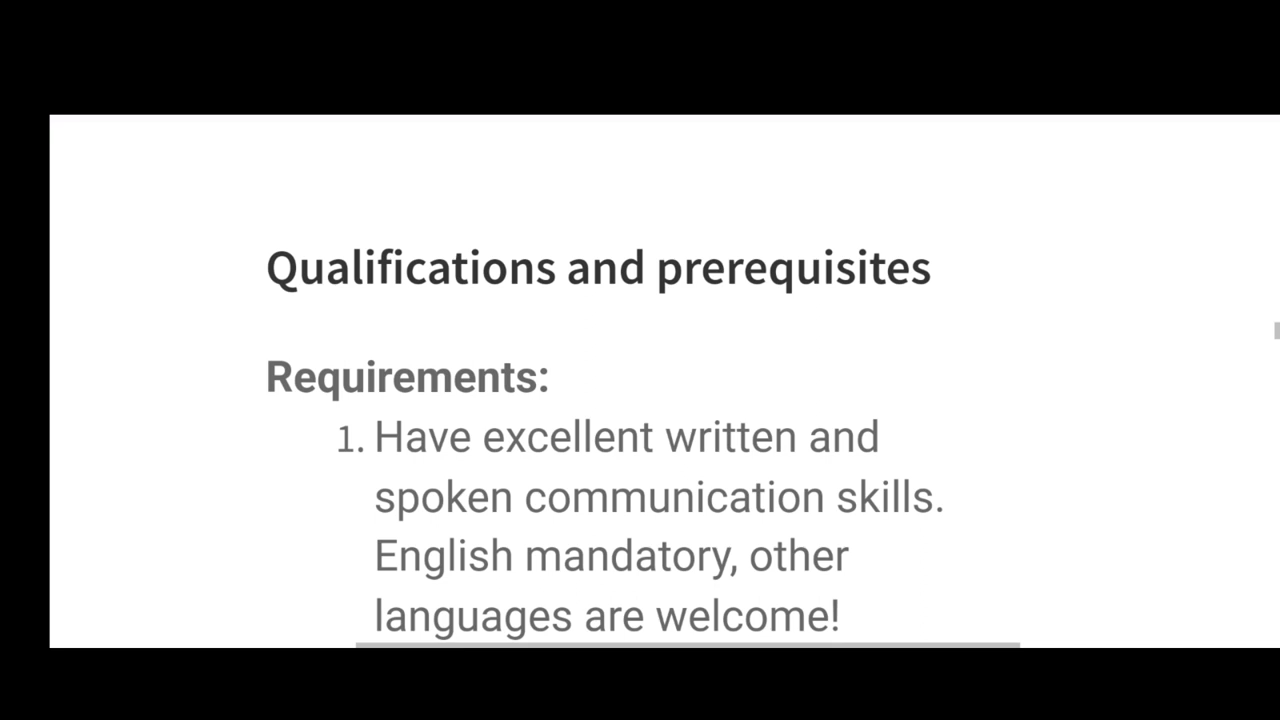 Qualifications and prerequisites
Requirements:
1. Have excellent written and
spoken communication skills.
English mandatory, other
languages are welcome!